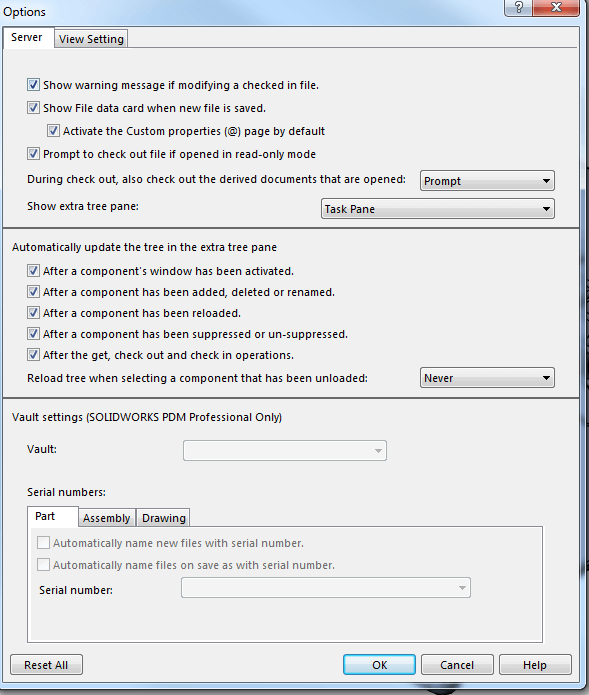 Options
?
Server View Setting
Show warning message if modifying a checked in file.
Show File data card when new file is saved.
Activate the Custom properties (@) page by default
Prompt to check out file if opened in read-only mode
During check out, also check out the derived documents that are opened: Prompt
Show extra tree pane: Task Pane
Automatically update the tree in the extra tree pane
After a component's window has been activated.
After a component has been added, deleted or renamed.
After a component has been reloaded.
After a component has been suppressed or un-suppressed.
After the get, check out and check in operations.
Reload tree when selecting a component that has been unloaded: Never
Vault settings (SOLIDWORKS PDM Professional Only)
Vault:
Serial numbers:
Part Assembly Drawing
Automatically name new files with serial number.
Automatically name files on save as with serial number.
Serial number:
Reset All OK Cancel Help